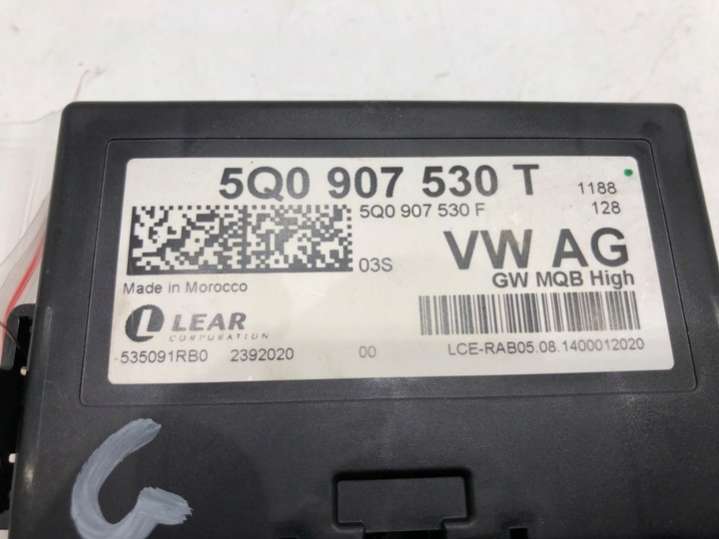 5Q0 907 530 T 1188
5Q0 907 530 F 128
03S VW AG
GW MQB High
Made in Morocco
LEAR
CORPORATION
535091RB0 2392020 00 LCE-RAB05.08.1400012020
G